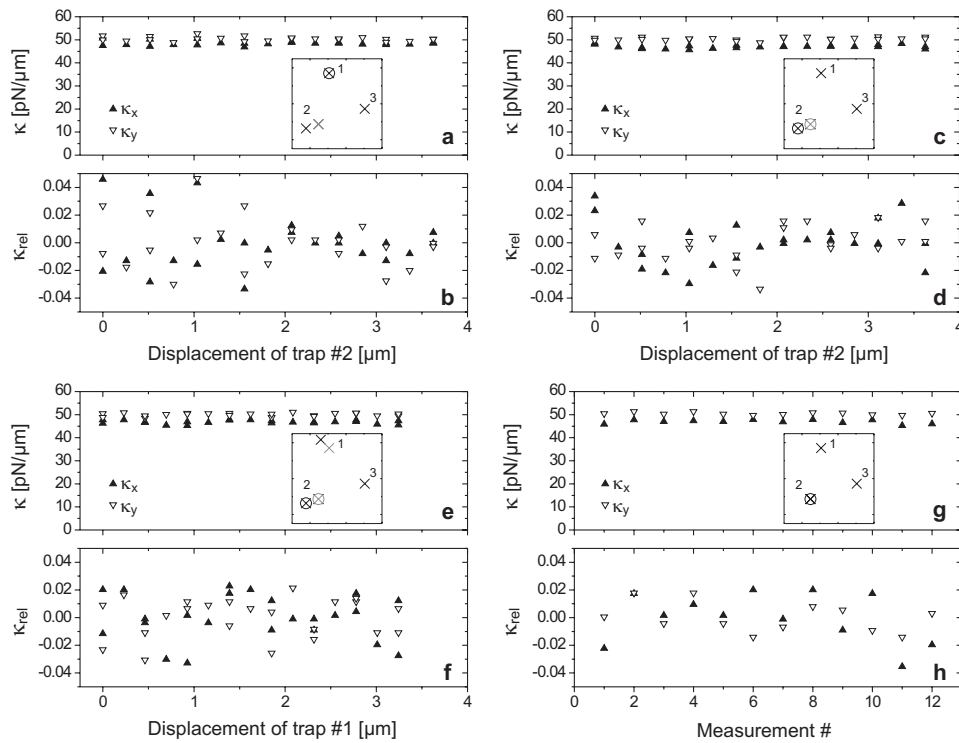 60
50
40
30
20
10
0
κ [pN/µm]
κx
κy
1
2
3
a
0.04
0.02
0.00
-0.02
-0.04
κrel
b
0 1 2 3 4
Displacement of trap #2 [µm]
60
50
40
30
20
10
0
κ [pN/µm]
κx
κy
1
2
3
c
0.04
0.02
0.00
-0.02
-0.04
κrel
d
0 1 2 3 4
Displacement of trap #2 [µm]
60
50
40
30
20
10
0
κ [pN/µm]
κx
κy
1
2
3
e
0.04
0.02
0.00
-0.02
-0.04
κrel
f
0 1 2 3 4
Displacement of trap #1 [µm]
60
50
40
30
20
10
0
κ [pN/µm]
κx
κy
1
2
3
g
0.04
0.02
0.00
-0.02
-0.04
κrel
h
0 2 4 6 8 10 12
Measurement #